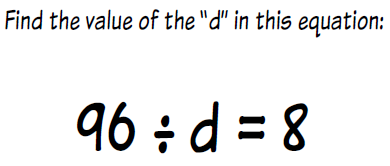 Find the value of the "d" in this equation:
96 ÷ d = 8